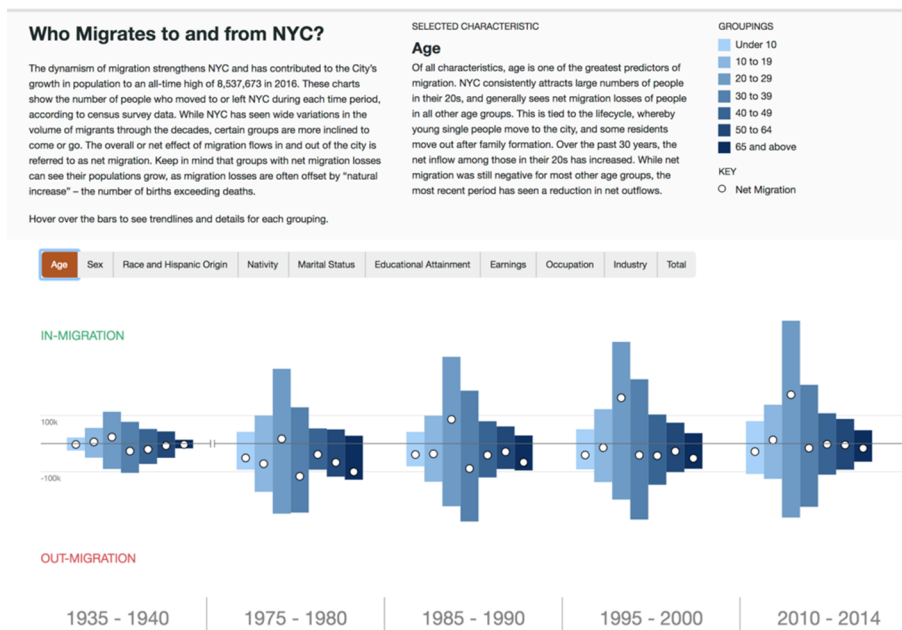 Who Migrates to and from NYC?
The dynamism of migration strengthens NYC and has contributed to the City's
growth in population to an all-time high of 8,537,673 in 2016. These charts
show the number of people who moved to or left NYC during each time period,
according to census survey data. While NYC has seen wide variations in the
volume of migrants through the decades, certain groups are more inclined to
come or go. The overall or net effect of migration flows in and out of the city is
referred to as net migration. Keep in mind that groups with net migration losses
can see their populations grow, as migration losses are often offset by "natural
increase" – the number of births exceeding deaths.
Hover over the bars to see trendlines and details for each grouping.
SELECTED CHARACTERISTIC
Age
Of all characteristics, age is one of the greatest predictors of
migration. NYC consistently attracts large numbers of people
in their 20s, and generally sees net migration losses of people
in all other age groups. This is tied to the lifecycle, whereby
young single people move to the city, and some residents
move out after family formation. Over the past 30 years, the
net inflow among those in their 20s has increased. While net
migration was still negative for most other age groups, the
most recent period has seen a reduction in net outflows.
GROUPINGS
Under 10
10 to 19
20 to 29
30 to 39
40 to 49
50 to 64
65 and above
KEY
Net Migration
Age Sex Race and Hispanic Origin Nativity Marital Status Educational Attainment Earnings Occupation Industry Total
IN-MIGRATION
100k
-100k
OUT-MIGRATION
1935 - 1940 1975 - 1980 1985 - 1990 1995 - 2000 2010 - 2014